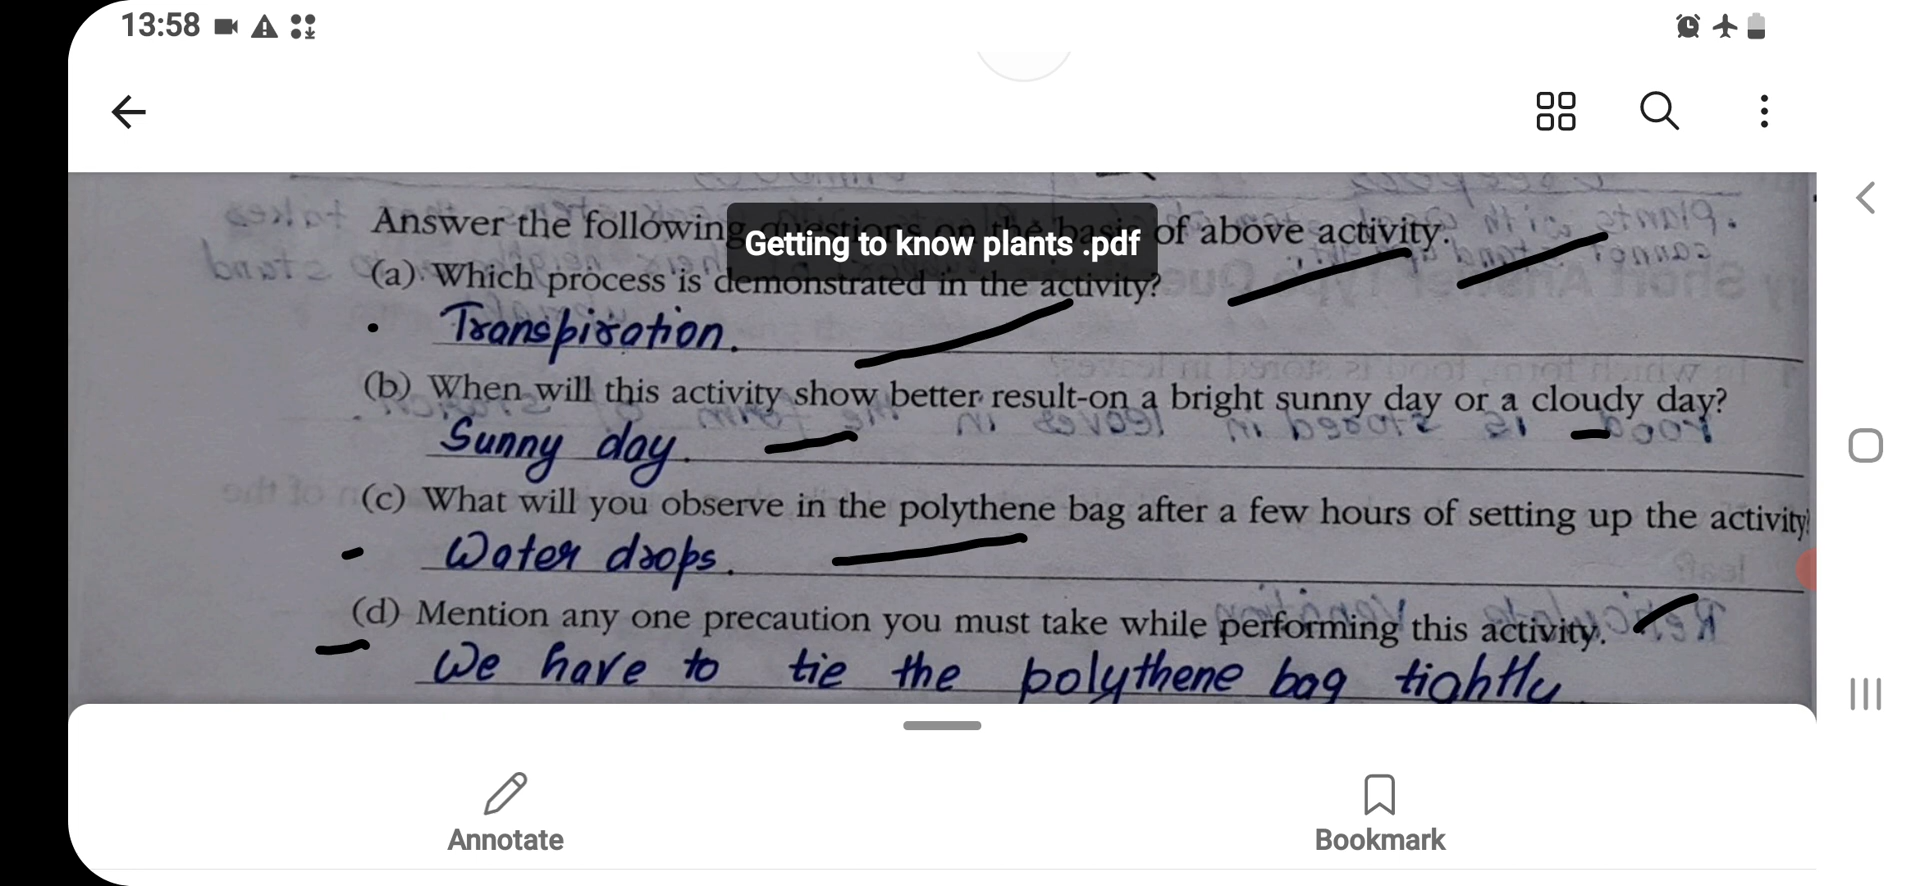 13:58
Answer the following questions on the basis of above activity.
Getting to know plants .pdf
(a) Which process is demonstrated in the activity?
Transpiration.
(b) When will this activity show better result-on a bright sunny day or a cloudy day?
Sunny day.
(c) What will you observe in the polythene bag after a few hours of setting up the activity?
Water drops.
(d) Mention any one precaution you must take while performing this activity.
We have to tie the polythene bag tightly
Annotate
Bookmark